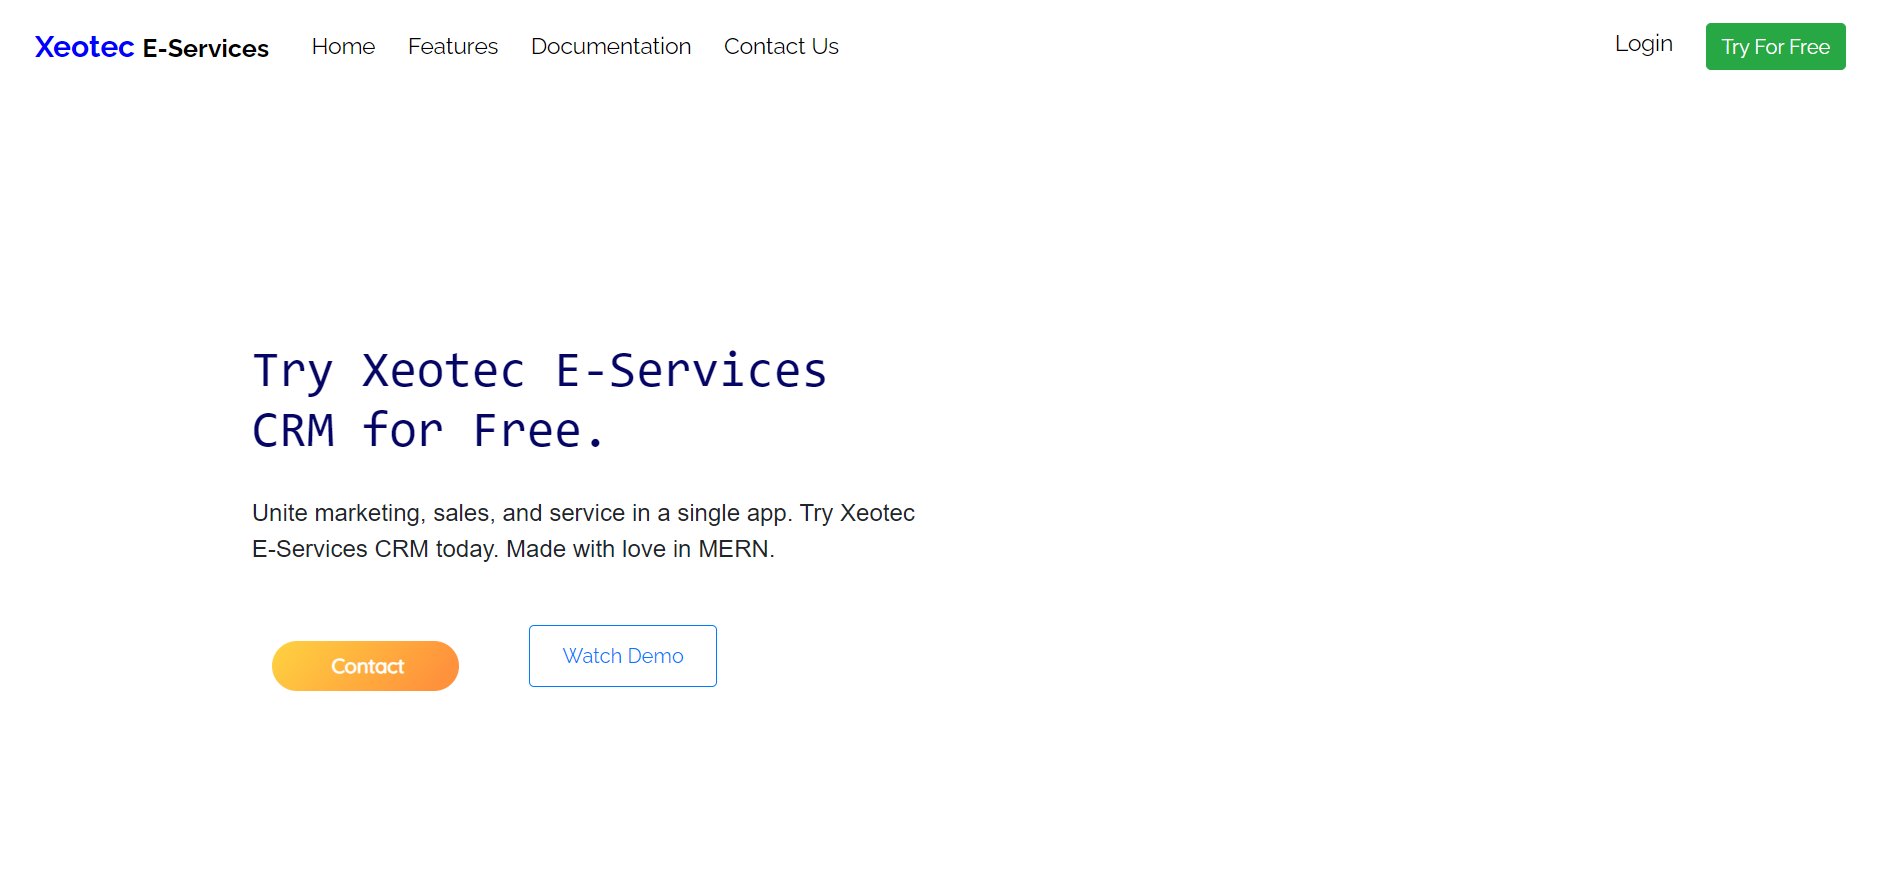 Xeotec E-Services Home Features Documentation Contact Us Login Try For Free
Try Xeotec E-Services
CRM for Free.
Unite marketing, sales, and service in a single app. Try Xeotec
E-Services CRM today. Made with love in MERN.
Contact Watch Demo